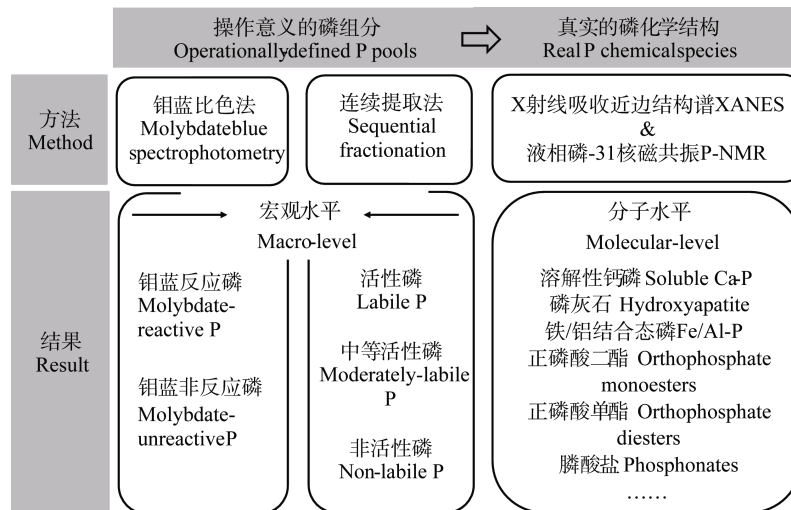 操作意义的磷组分
Operationallydefined P pools
真实的磷化学结构
Real P chemicalspecies
方法
Method
钼蓝比色法
Molybdateblue
spectrophotometry
连续提取法
Sequential
fractionation
X射线吸收近边结构谱XANES
&
液相磷-31核磁共振P-NMR
结果
Result
宏观水平
Macro-level
钼蓝反应磷
Molybdate-
reactive P
钼蓝非反应磷
Molybdate-
unreactiveP
活性磷
Labile P
中等活性磷
Moderately-labile
P
非活性磷
Non-labile P
分子水平
Molecular-level
溶解性钙磷 Soluble Ca-P
磷灰石 Hydroxyapatite
铁/铝结合态磷Fe/Al-P
正磷酸二酯 Orthophosphate
monoesters
正磷酸单酯 Orthophosphate
diesters
膦酸盐 Phosphonates
……